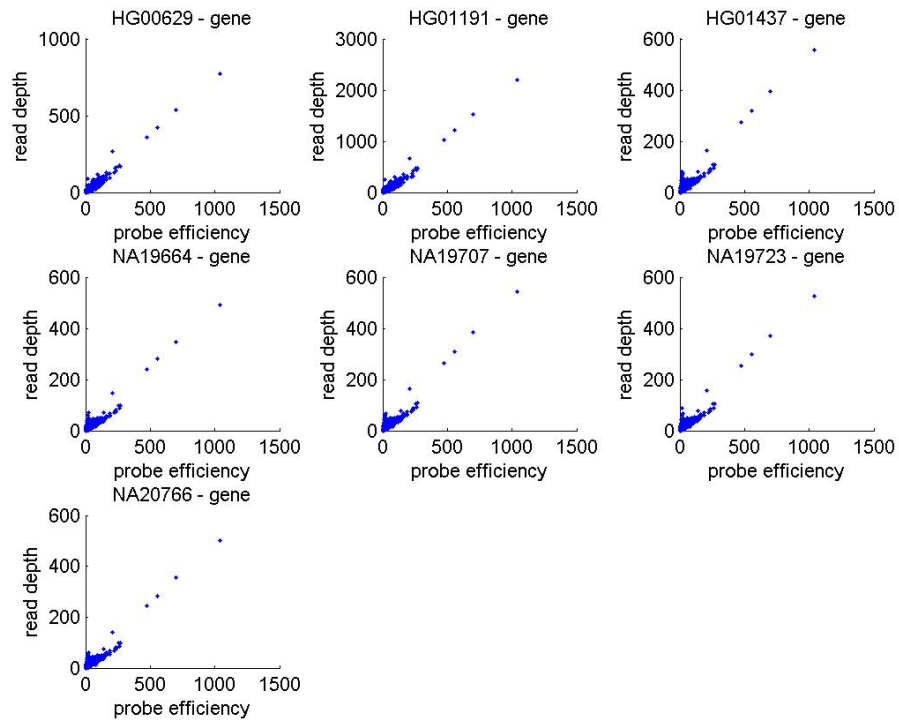 HG00629 - gene
1000
500
0
0 500 1000 1500
read depth
probe efficiency
HG01191 - gene
3000
2000
1000
0
0 500 1000 1500
read depth
probe efficiency
HG01437 - gene
600
400
200
0
0 500 1000 1500
read depth
probe efficiency
NA19664 - gene
600
400
200
0
0 500 1000 1500
read depth
probe efficiency
NA19707 - gene
600
400
200
0
0 500 1000 1500
read depth
probe efficiency
NA19723 - gene
600
400
200
0
0 500 1000 1500
read depth
probe efficiency
NA20766 - gene
600
400
200
0
0 500 1000 1500
read depth
probe efficiency